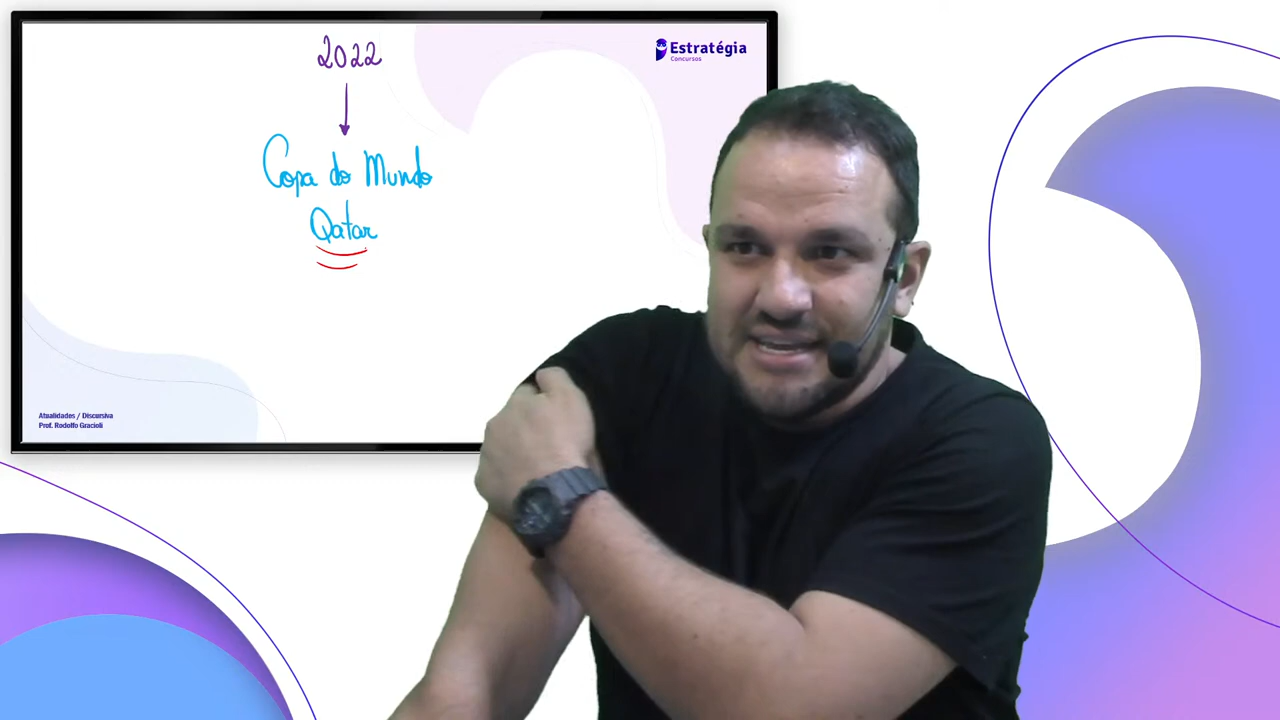 2022
Estratégia
Concursos
Copa do Mundo
Qatar
Atualidades / Discursiva
Prof. Rodolfo Gracioli